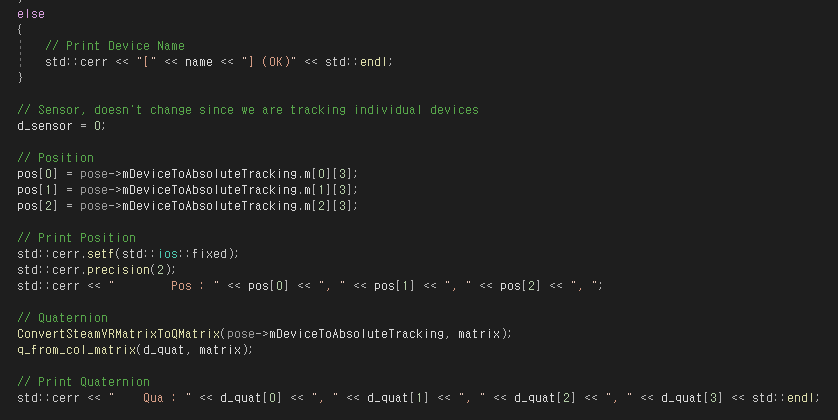 else
{
// Print Device Name
std::cerr << "[" << name << "] (OK)" << std::endl;
}
// Sensor, doesn't change since we are tracking individual devices
d_sensor = 0;
// Position
pos[0] = pose->mDeviceToAbsoluteTracking.m[0][3];
pos[1] = pose->mDeviceToAbsoluteTracking.m[1][3];
pos[2] = pose->mDeviceToAbsoluteTracking.m[2][3];
// Print Position
std::cerr.setf(std::ios::fixed);
std::cerr.precision(2);
std::cerr << "        Pos : " << pos[0] << ", " << pos[1] << ", " << pos[2] << ", ";
// Quaternion
ConvertSteamVRMatrixToQMatrix(pose->mDeviceToAbsoluteTracking, matrix);
q_from_col_matrix(d_quat, matrix);
// Print Quaternion
std::cerr << "    Qua : " << d_quat[0] << ", " << d_quat[1] << ", " << d_quat[2] << ", " << d_quat[3] << std::endl;